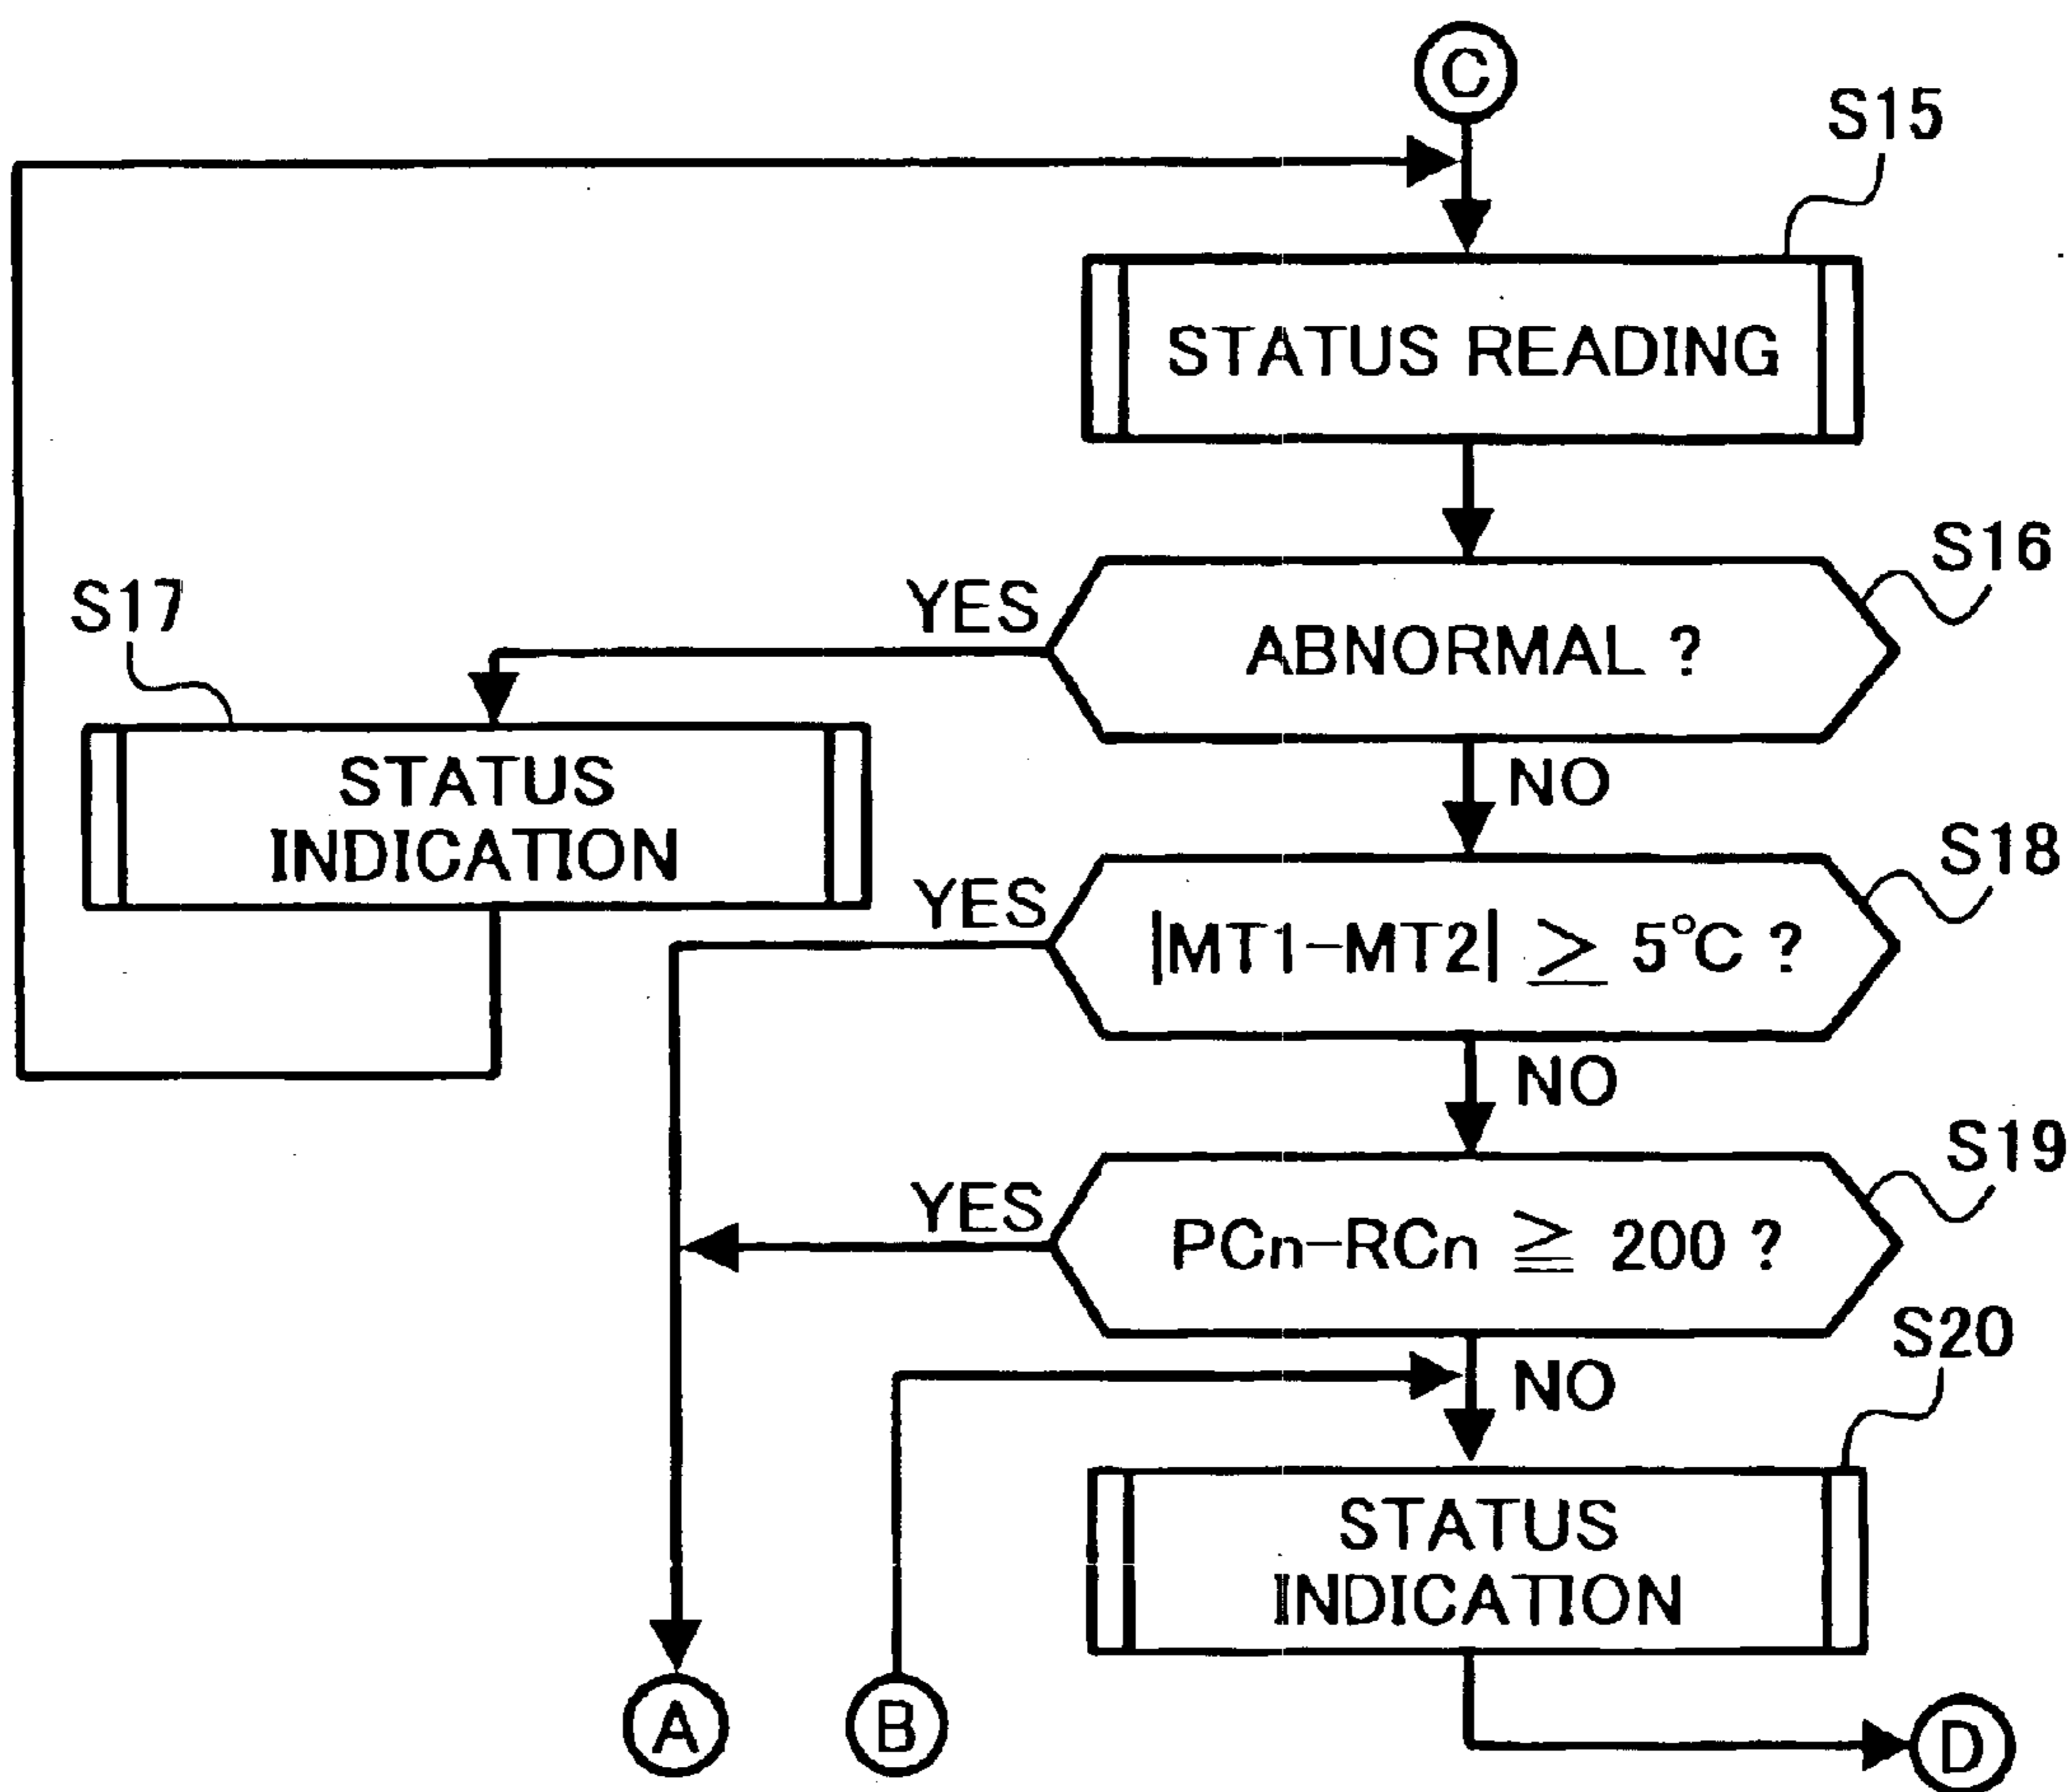 C
S15
STATUS READING
S16
YES
ABNORMAL ?
S17
NO
STATUS
INDICATION
S18
YES
|MT1-MT2| ≥ 5°C ?
NO
S19
YES
PCn-RCn ≧ 200 ?
S20
NO
STATUS
INDICATION
A
B
D